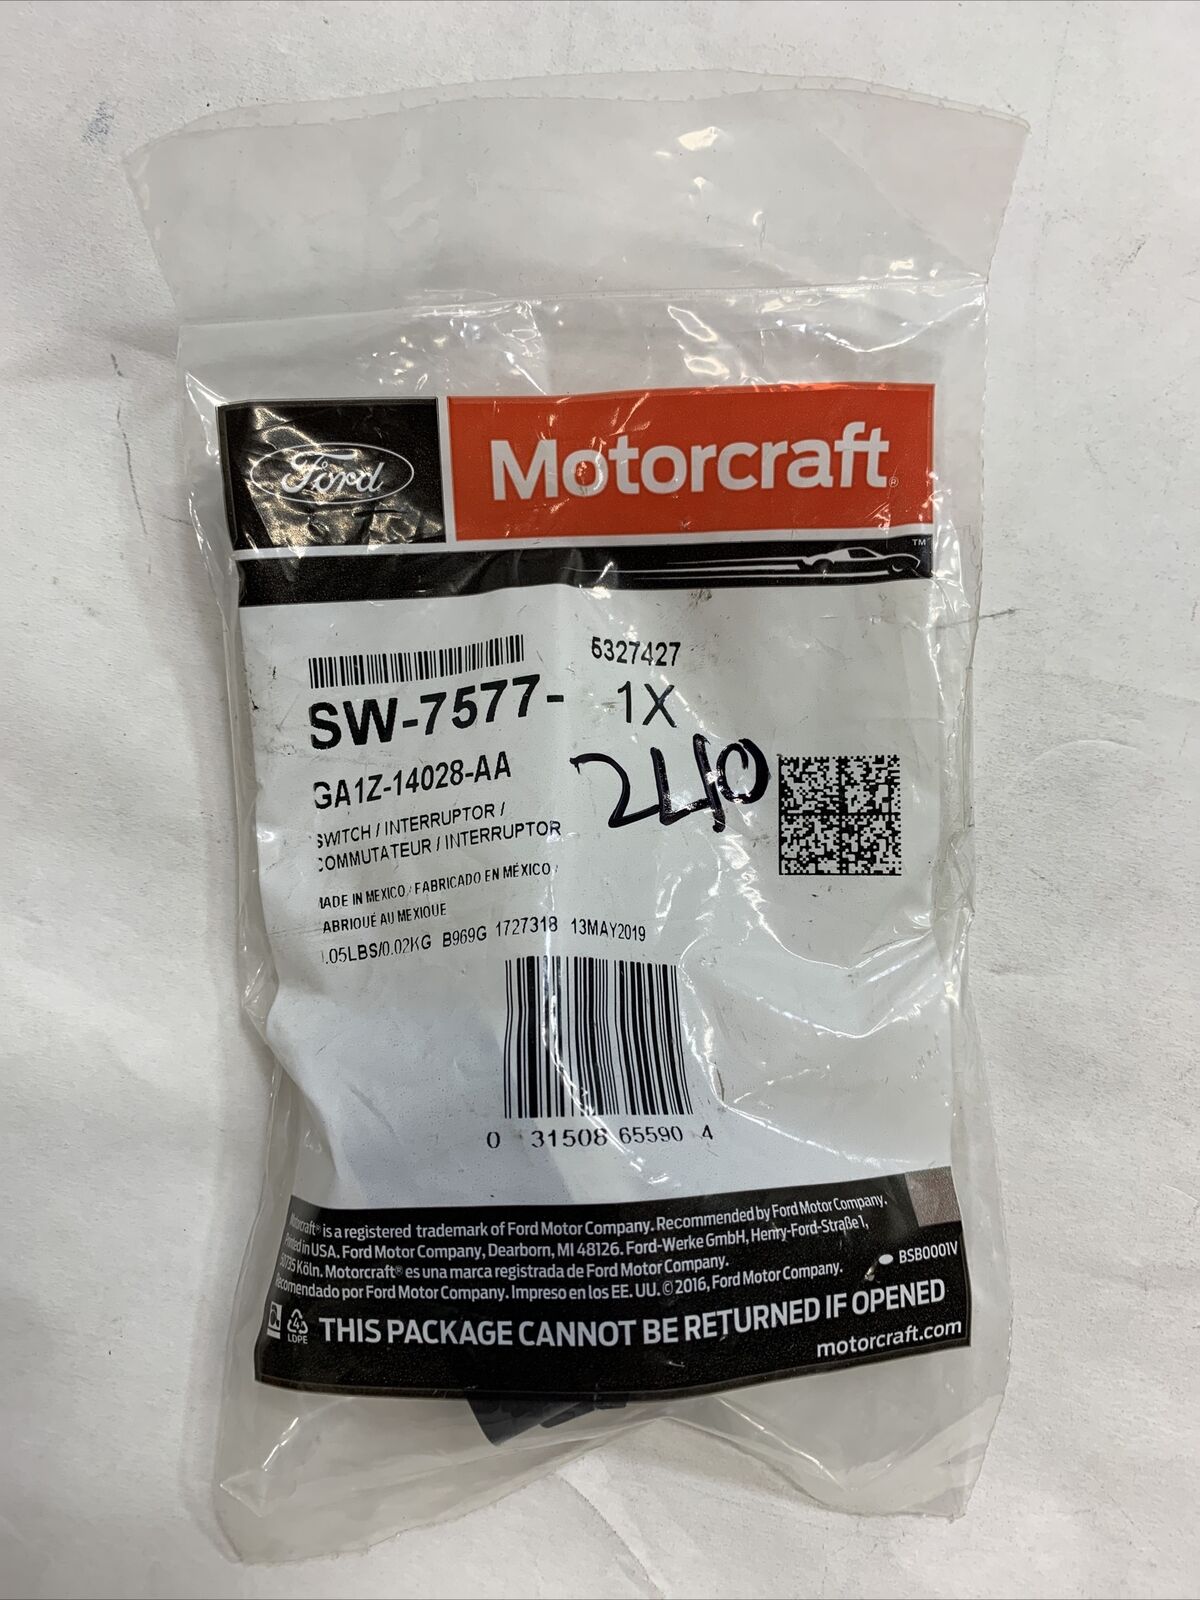 Ford
Motorcraft®
TM
6327427
SW-7577- 1X
GA1Z-14028-AA
240
SWITCH / INTERRUPTOR /
COMMUTATEUR / INTERRUPTOR
MADE IN MEXICO / FABRICADO EN MÉXICO /
FABRIQUÉ AU MEXIQUE
.05LBS/0.02KG B969G 1727318 13MAY2019
0 31508 65590 4
Motorcraft® is a registered trademark of Ford Motor Company. Recommended by Ford Motor Company.
Printed in USA. Ford Motor Company, Dearborn, MI 48126. Ford-Werke GmbH, Henry-Ford-Straße 1,
50735 Köln. Motorcraft® es una marca registrada de Ford Motor Company.
Recomendado por Ford Motor Company. Impreso en los EE. UU. © 2016, Ford Motor Company.
BSB0001V
4
LDPE
THIS PACKAGE CANNOT BE RETURNED IF OPENED
motorcraft.com